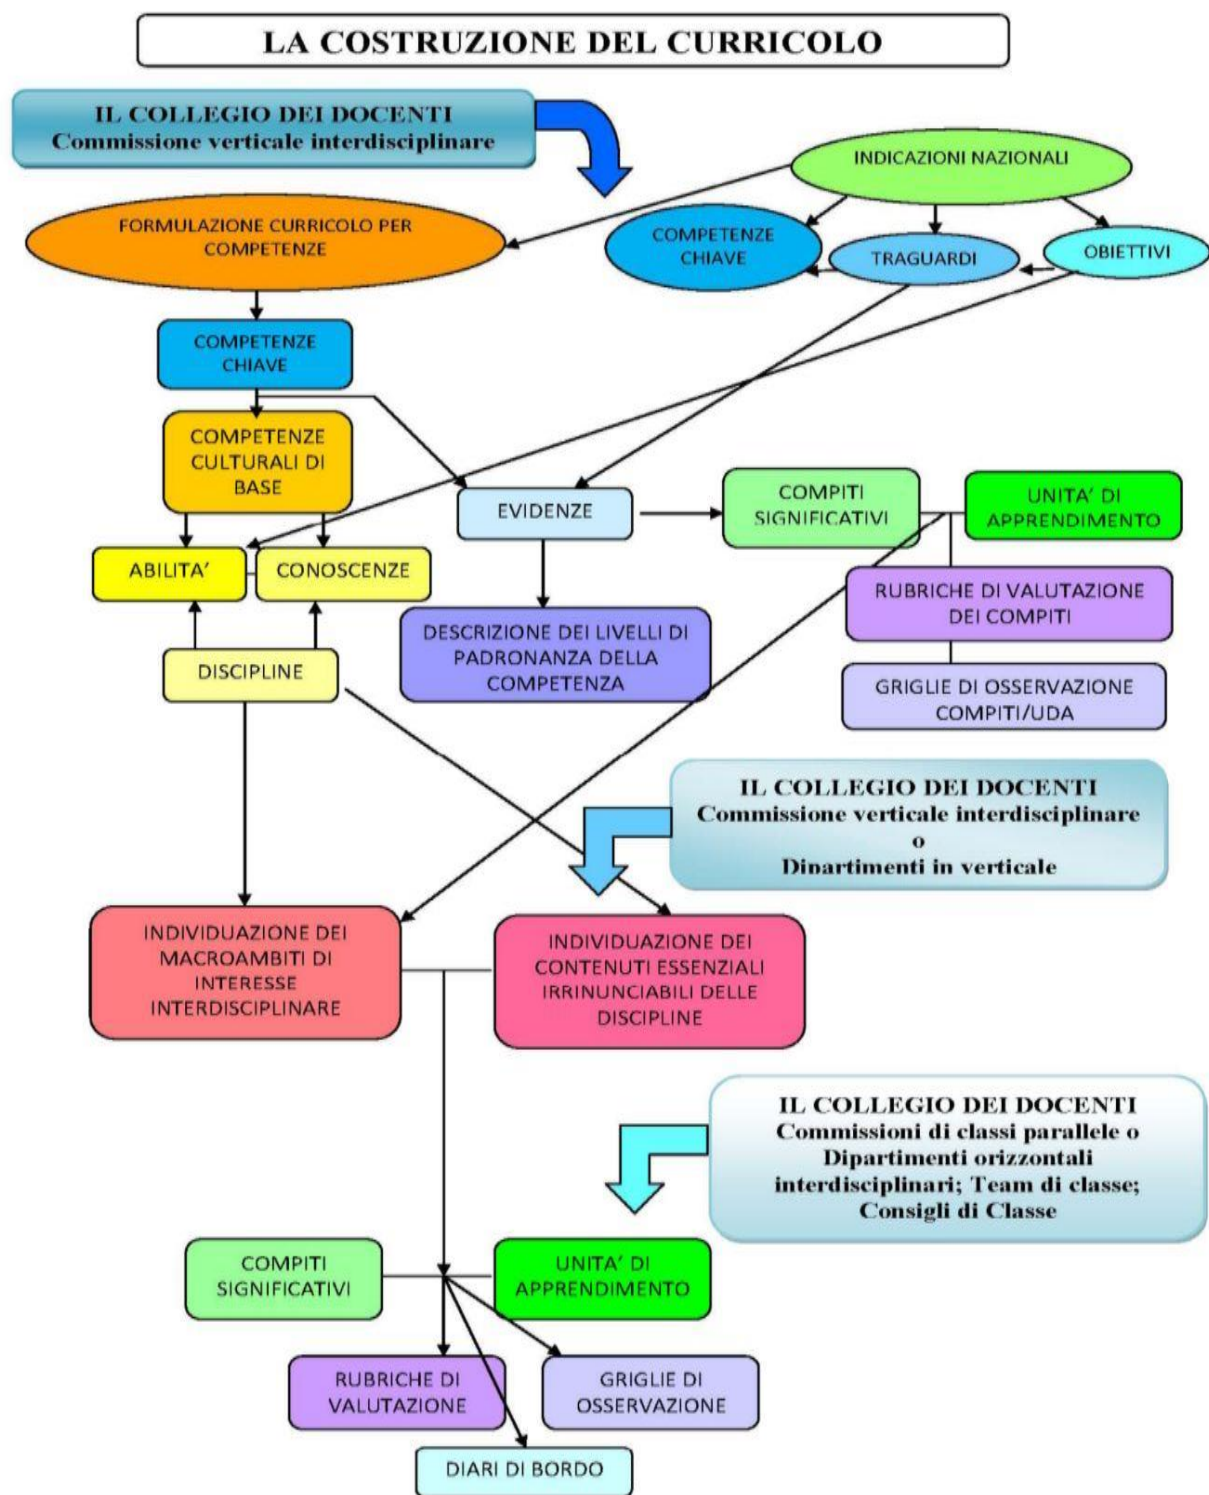 LA COSTRUZIONE DEL CURRICOLO
IL COLLEGIO DEI DOCENTI
Commissione verticale interdisciplinare
INDICAZIONI NAZIONALI
FORMULAZIONE CURRICOLO PER
COMPETENZE
COMPETENZE
CHIAVE
TRAGUARDI
OBIETTIVI
COMPETENZE
CHIAVE
COMPETENZE
CULTURALI DI
BASE
EVIDENZE
COMPITI
SIGNIFICATIVI
UNITA’ DI
APPRENDIMENTO
ABILITA’
CONOSCENZE
RUBRICHE DI VALUTAZIONE
DEI COMPITI
DESCRIZIONE DEI LIVELLI DI
PADRONANZA DELLA
COMPETENZA
DISCIPLINE
GRIGLIE DI OSSERVAZIONE
COMPITI/UDA
IL COLLEGIO DEI DOCENTI
Commissione verticale interdisciplinare
o
Dipartimenti in verticale
INDIVIDUAZIONE DEI
MACROAMBITI DI
INTERESSE
INTERDISCIPLINARE
INDIVIDUAZIONE DEI
CONTENUTI ESSENZIALI
IRRINUNCIABILI DELLE
DISCIPLINE
IL COLLEGIO DEI DOCENTI
Commissioni di classi parallele o
Dipartimenti orizzontali
interdisciplinari; Team di classe;
Consigli di Classe
COMPITI
SIGNIFICATIVI
UNITA’ DI
APPRENDIMENTO
RUBRICHE DI
VALUTAZIONE
GRIGLIE DI
OSSERVAZIONE
DIARI DI BORDO